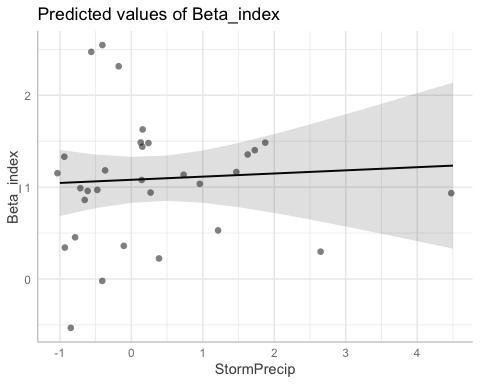 Predicted values of Beta_index
2
1
0
Beta_index
-1 0 1 2 3 4
StormPrecip